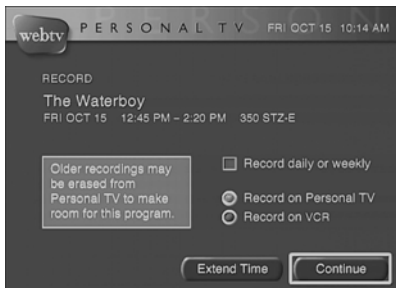 webtv
PERSONAL TV FRI OCT 15 10:14 AM
RECORD
The Waterboy
FRI OCT 15 12:45 PM – 2:20 PM 350 STZ-E
Older recordings may
be erased from
Personal TV to make
room for this program.
Record daily or weekly
Record on Personal TV
Record on VCR
Extend Time Continue